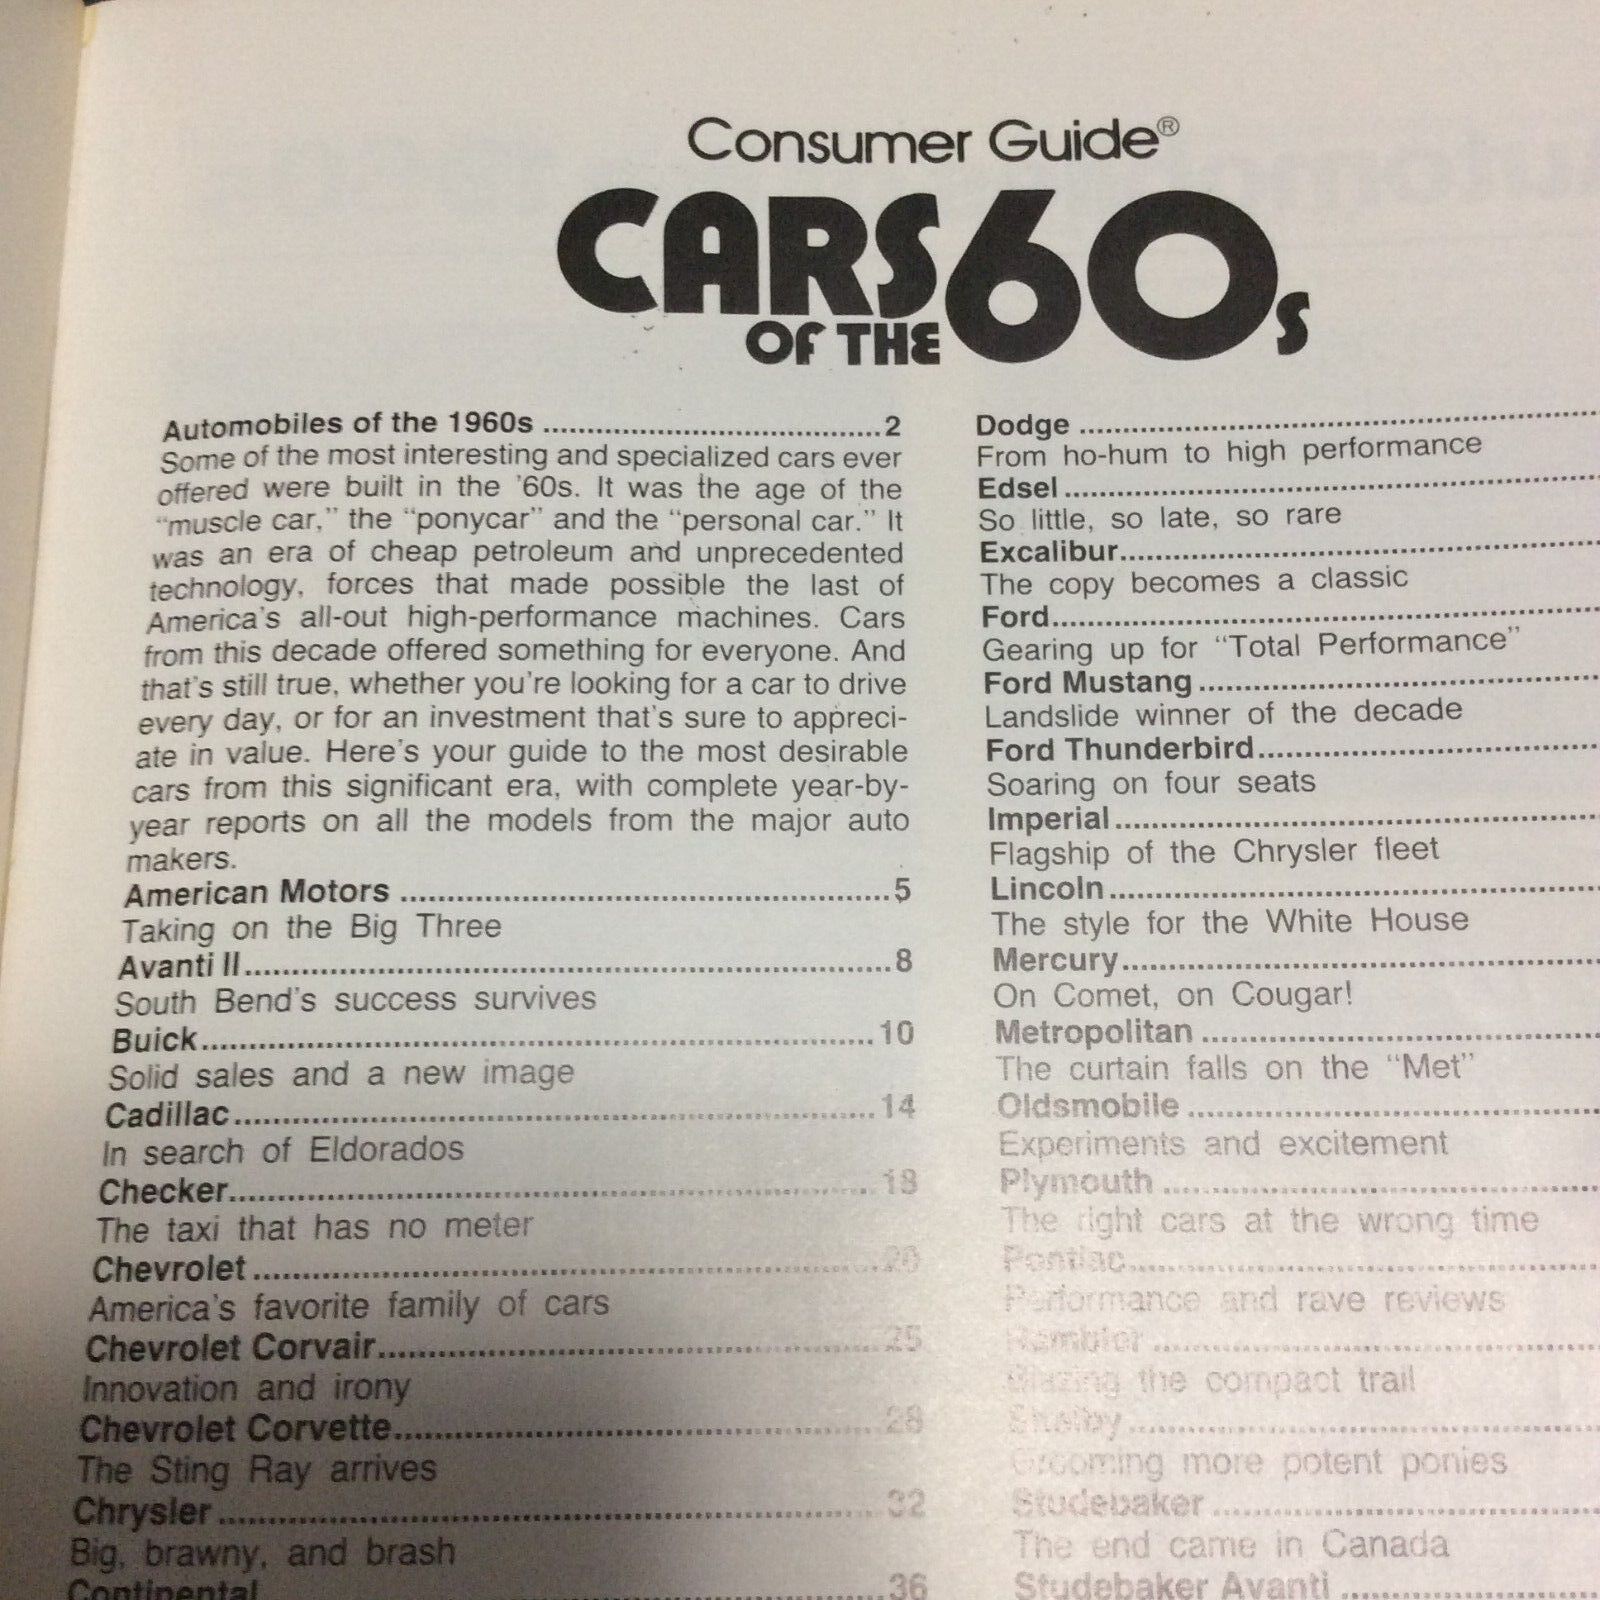 Consumer Guide®
CARS
OF THE
60s
Automobiles of the 1960s ........................................2
Some of the most interesting and specialized cars ever
offered were built in the '60s. It was the age of the
"muscle car," the "ponycar" and the "personal car." It
was an era of cheap petroleum and unprecedented
technology, forces that made possible the last of
America's all-out high-performance machines. Cars
from this decade offered something for everyone. And
that's still true, whether you're looking for a car to drive
every day, or for an investment that's sure to appreci-
ate in value. Here's your guide to the most desirable
cars from this significant era, with complete year-by-
year reports on all the models from the major auto
makers.
American Motors ........................................5
Taking on the Big Three
Avanti II........................................8
South Bend's success survives
Buick........................................10
Solid sales and a new image
Cadillac........................................14
In search of Eldorados
Checker........................................18
The taxi that has no meter
Chevrolet ........................................20
America's favorite family of cars
Chevrolet Corvair........................................25
Innovation and irony
Chevrolet Corvette........................................28
The Sting Ray arrives
Chrysler ........................................32
Big, brawny, and brash
Continental........................................36
Dodge ........................................
From ho-hum to high performance
Edsel ........................................
So little, so late, so rare
Excalibur........................................
The copy becomes a classic
Ford........................................
Gearing up for "Total Performance"
Ford Mustang ........................................
Landslide winner of the decade
Ford Thunderbird........................................
Soaring on four seats
Imperial ........................................
Flagship of the Chrysler fleet
Lincoln ........................................
The style for the White House
Mercury........................................
On Comet, on Cougar!
Metropolitan ........................................
The curtain falls on the "Met"
Oldsmobile ........................................
Experiments and excitement
Plymouth ........................................
The right cars at the wrong time
Pontiac........................................
Performance and rave reviews
Rambler ........................................
Blazing the compact trail
Shelby ........................................
Grooming more potent ponies
Studebaker ........................................
The end came in Canada
Studebaker Avanti ........................................